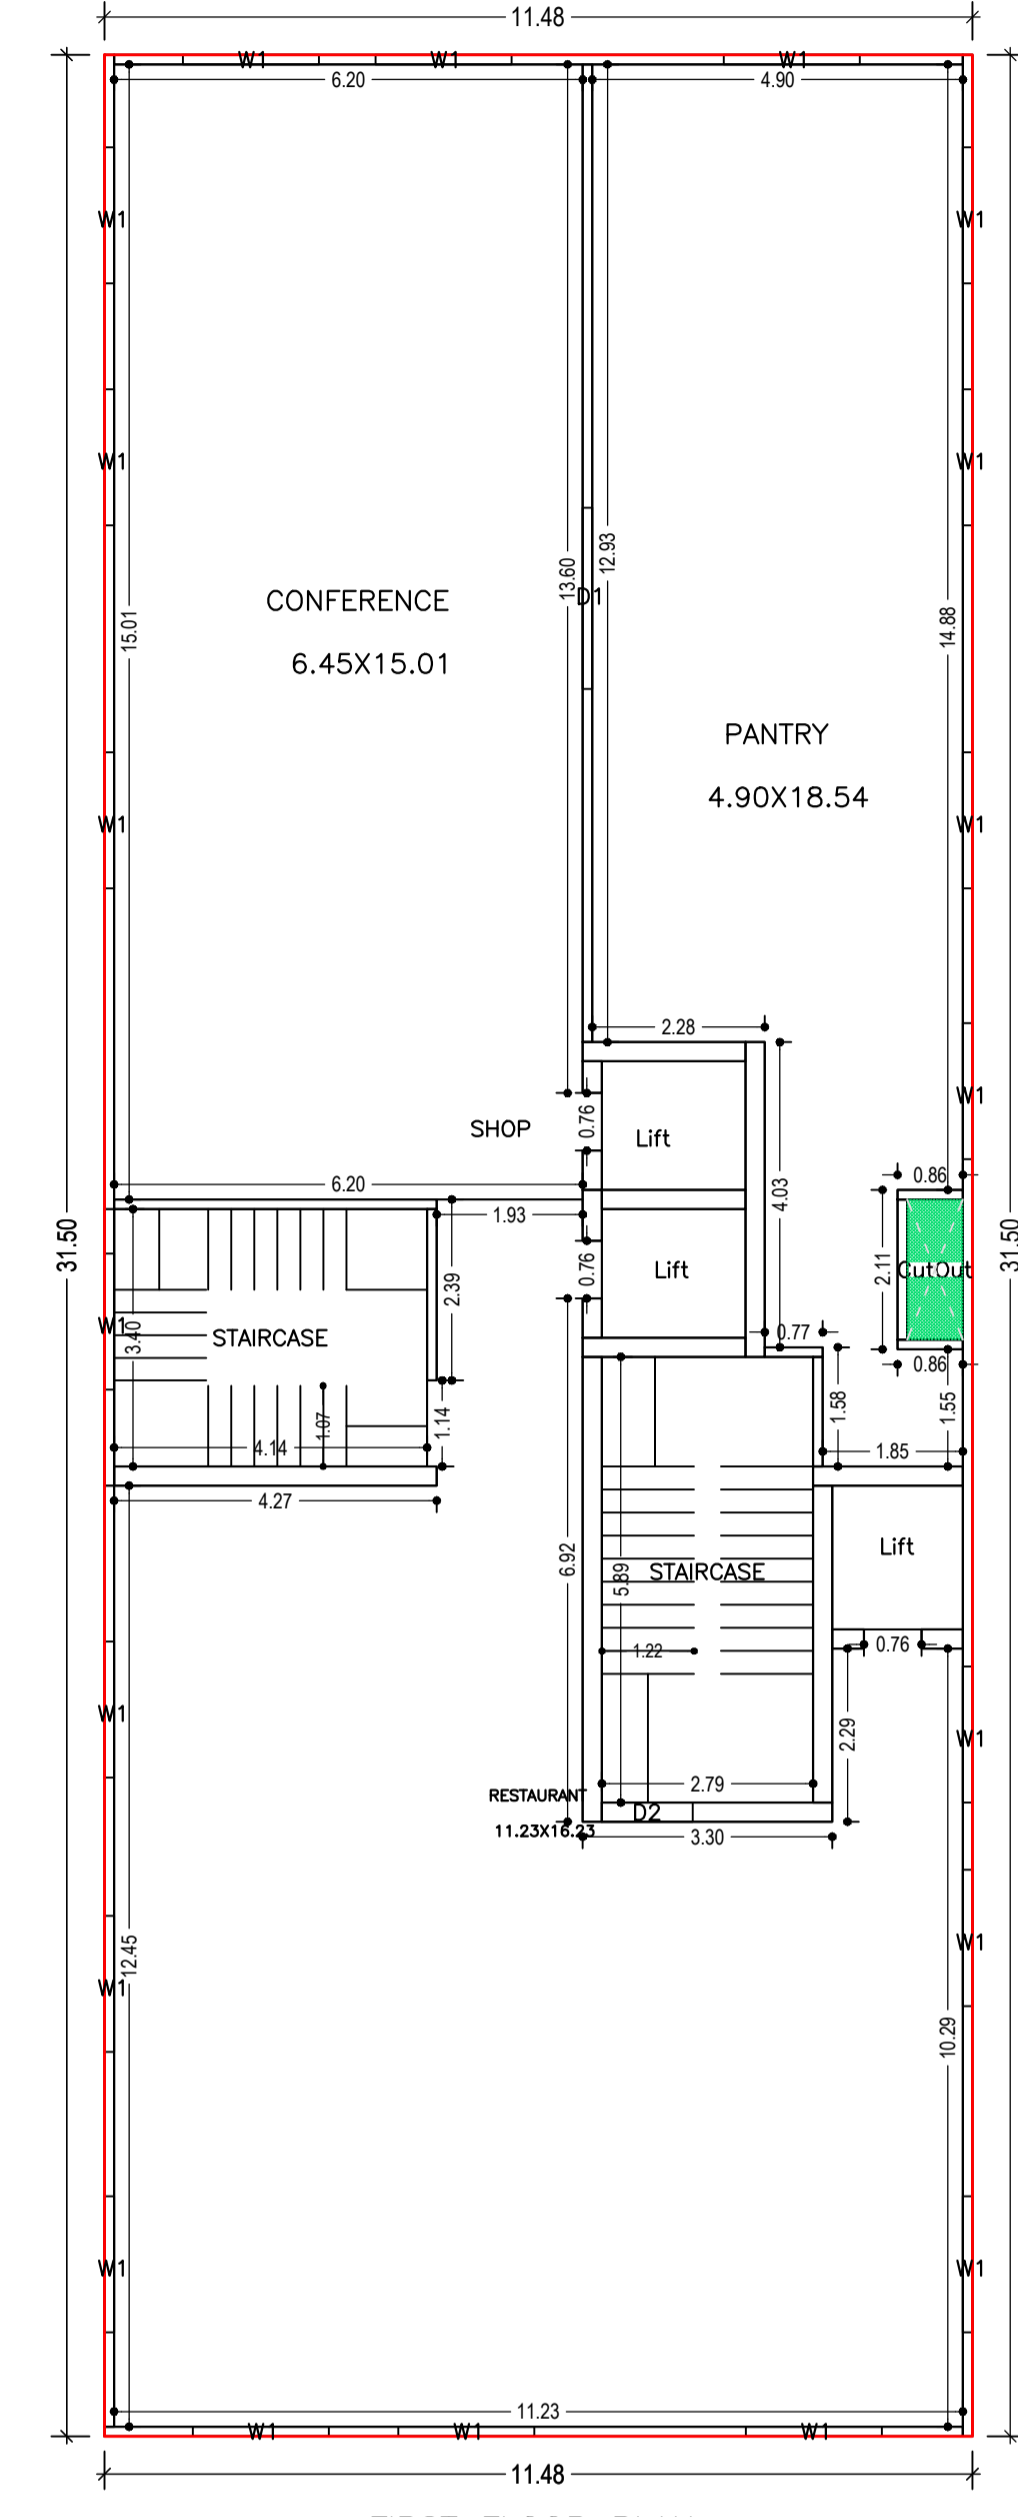 11.48
W1 W1 W1
6.20 4.90
W1 W1
W1 W1
13.60 12.93
D1
CONFERENCE
15.01 14.88
6.45X15.01
PANTRY
4.90X18.54
W1 W1
2.28
W1
SHOP 0.76 Lift
6.20 4.03 0.86
1.93
31.50 31.50
2.39 0.76 Lift 2.11 CutOut
W1 3.40 STAIRCASE 0.77
0.86
1.07 1.14 1.58 1.55
4.14 1.85
4.27
Lift
6.92 5.89 STAIRCASE
1.22 0.76
W1 2.29 W1
RESTAURANT 2.79
D2
11.23X16.23 3.30
12.45 W1
W1
10.29
W1 W1
11.23
W1 W1 W1
11.48